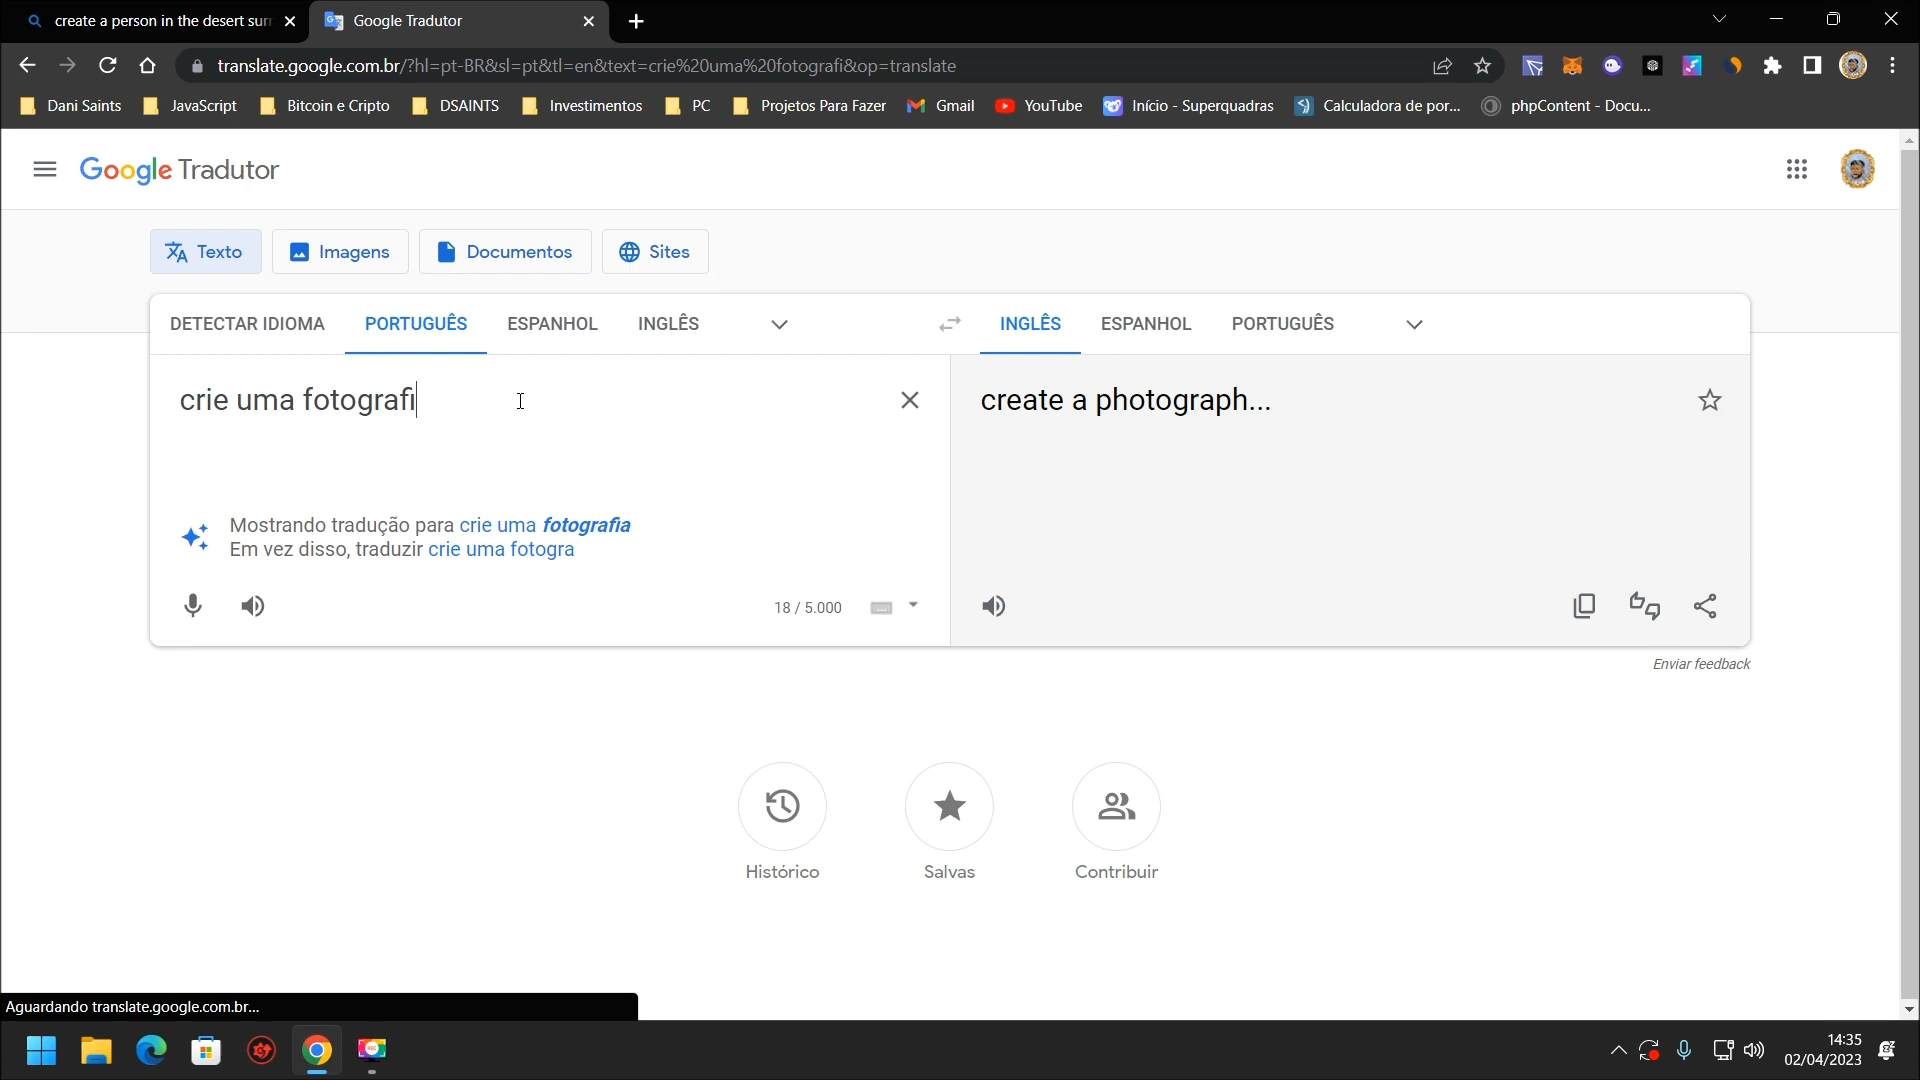 create a person in the desert surr
Google Tradutor
translate.google.com.br/?hl=pt-BR&sl=pt&tl=en&text=crie%20uma%20fotografi&op=translate
Dani Saints
JavaScript
Bitcoin e Cripto
DSAINTS
Investimentos
PC
Projetos Para Fazer
Gmail
YouTube
Início - Superquadras
Calculadora de por...
phpContent - Docu...
Google Tradutor
Texto
Imagens
Documentos
Sites
DETECTAR IDIOMA
PORTUGUÊS
ESPANHOL
INGLÊS
INGLÊS
ESPANHOL
PORTUGUÊS
crie uma fotografi
create a photograph...
Mostrando tradução para crie uma fotografia
Em vez disso, traduzir crie uma fotogra
18 / 5.000
Enviar feedback
Histórico
Salvas
Contribuir
Aguardando translate.google.com.br...
14:35
02/04/2023